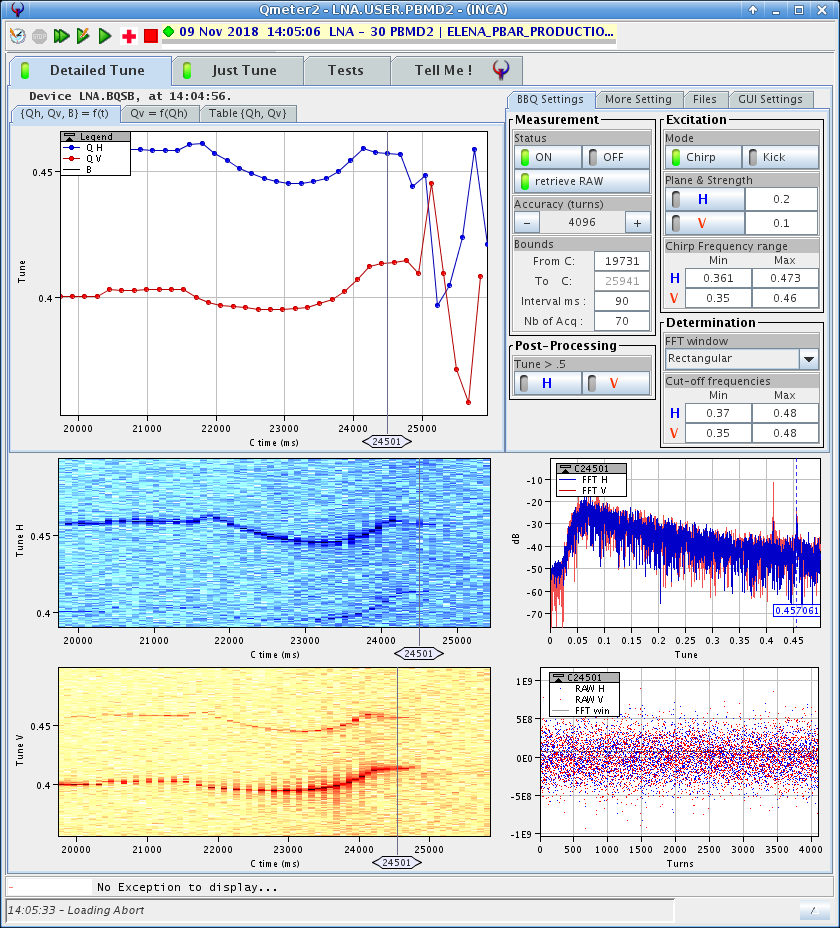 Qmeter2 - LNA.USER.PBMD2 - (INCA)
STOP
09 Nov 2018 14:05:06 LNA - 30 PBMD2 | ELENA_PBAR_PRODUCTIO...
Detailed Tune Just Tune Tests Tell Me !
Device LNA.BQSB, at 14:04:56.
{Qh, Qv, B} = f(t) Qv = f(Qh) Table {Qh, Qv}
Legend
Q H
Q V
B
0.45
0.4
Tune
20000 21000 22000 23000 24000 25000
C time (ms)
24501
BBQ Settings More Setting Files GUI Settings
Measurement
Status
ON OFF
retrieve RAW
Accuracy (turns)
- 4096 +
Bounds
From C: 19731
To C: 25941
Interval ms : 90
Nb of Acq : 70
Post-Processing
Tune > .5
H V
Excitation
Mode
Chirp Kick
Plane & Strength
H 0.2
V 0.1
Chirp Frequency range
Min Max
H 0.361 0.473
V 0.35 0.46
Determination
FFT window
Rectangular
Cut-off frequencies
Min Max
H 0.37 0.48
V 0.35 0.48
Tune H
0.45
0.4
20000 21000 22000 23000 24000 25000
C time (ms)
24501
C24501
FFT H
FFT V
dB
-10
-20
-30
-40
-50
-60
-70
0.457061
0 0.05 0.1 0.15 0.2 0.25 0.3 0.35 0.4 0.45
Tune
Tune V
0.45
0.4
20000 21000 22000 23000 24000 25000
C time (ms)
24501
C24501
RAW H
RAW V
FFT win
1E9
5E8
0E0
-5E8
-1E9
0 500 1000 1500 2000 2500 3000 3500 4000
Turns
- No Exception to display...
14:05:33 - Loading Abort